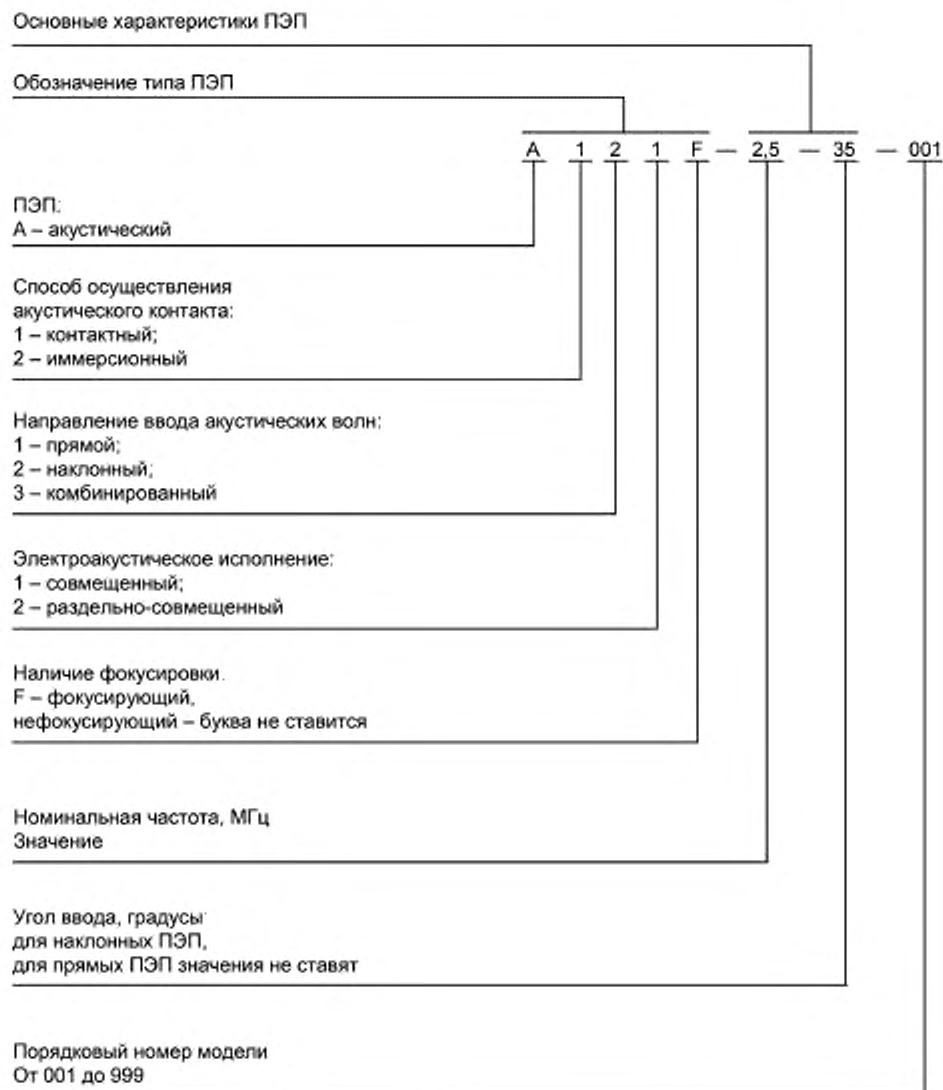 Основные характеристики ПЭП
Обозначение типа ПЭП
А 1 2 1 F — 2,5 — 35 — 001
ПЭП:
А – акустический
Способ осуществления
акустического контакта:
1 – контактный;
2 – иммерсионный
Направление ввода акустических волн:
1 – прямой;
2 – наклонный;
3 – комбинированный
Электроакустическое исполнение:
1 – совмещенный;
2 – раздельно-совмещенный
Наличие фокусировки.
F – фокусирующий,
нефокусирующий – буква не ставится
Номинальная частота, МГц
Значение
Угол ввода, градусы
для наклонных ПЭП,
для прямых ПЭП значения не ставят
Порядковый номер модели
От 001 до 999